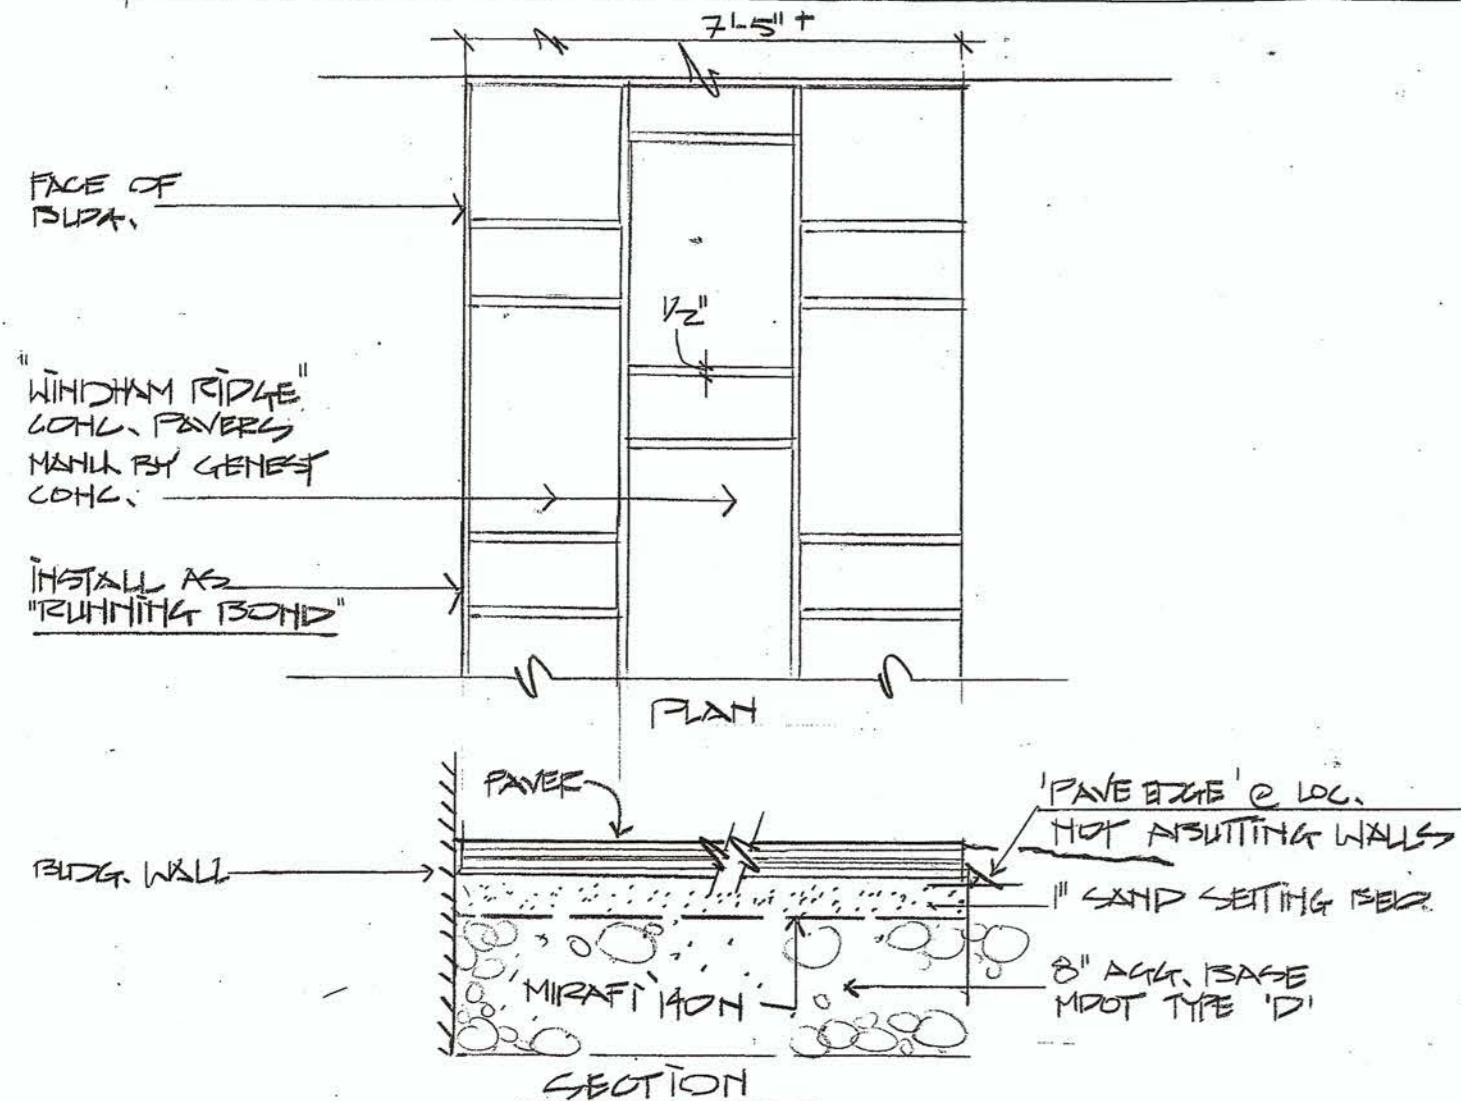 7'-5" +
FACE OF
BLDG.
1/2"
"WINDHAM RIDGE"
CONC. PAVERS
MANU. BY GENEST
CONC.
INSTALL AS
"RUNNING BOND"
PLAN
PAVER
'PAVE EDGE' @ LOC.
NOT ABUTTING WALLS
BLDG. WALL
1" SAND SETTING BED.
MIRAFI 140N
8" AGG. BASE
MDOT TYPE 'D'
SECTION